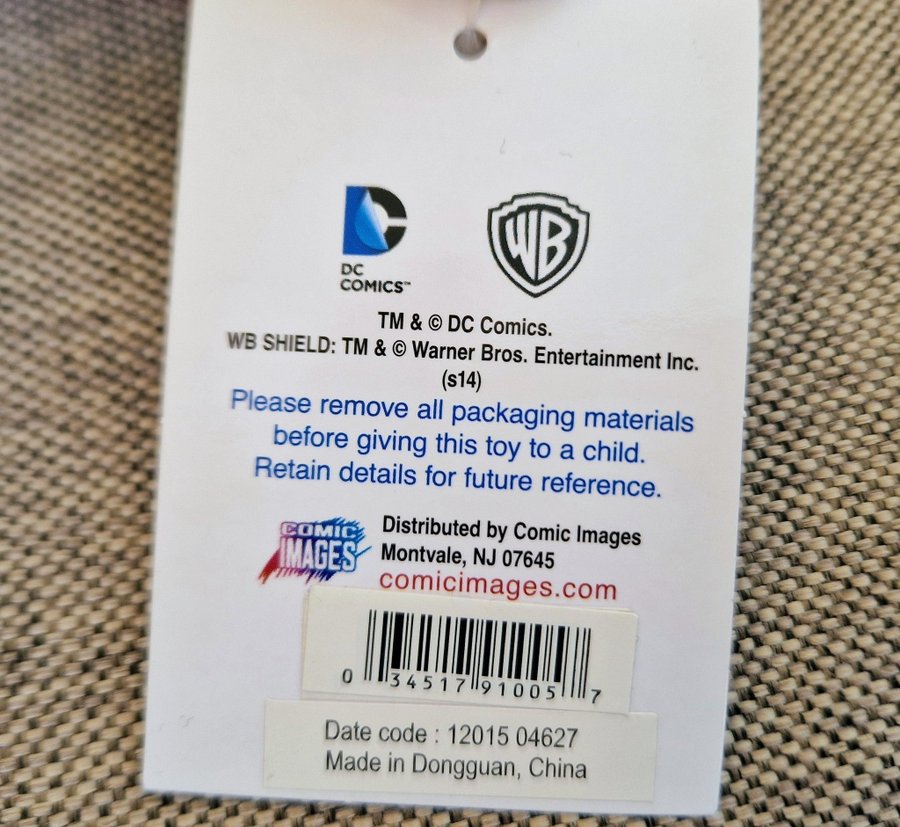 DC
COMICS™
WB
TM & © DC Comics.
WB SHIELD: TM & © Warner Bros. Entertainment Inc.
(s14)
Please remove all packaging materials
before giving this toy to a child.
Retain details for future reference.
COMIC
IMAGES
Distributed by Comic Images
Montvale, NJ 07645
comicimages.com
0 34517 91005 7
Date code : 12015 04627
Made in Dongguan, China